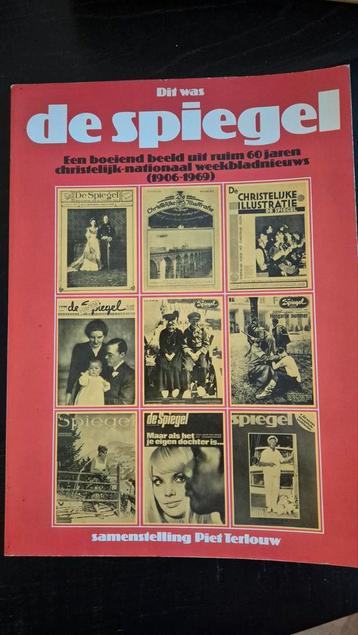 Dit was
de spiegel
Een boeiend beeld uit ruim 60 jaren
christelijk-nationaal weekbladnieuws
(1906-1969)
De Spiegel
Christelijke Illustratie
De
CHRISTELIJKE
ILLUSTRATIE
DE SPIEGEL
de Spiegel
Spiegel
Spiegel
Spiegel
de Spiegel
Maar als het
je eigen dochter is...
spiegel
samenstelling Piet Terlouw